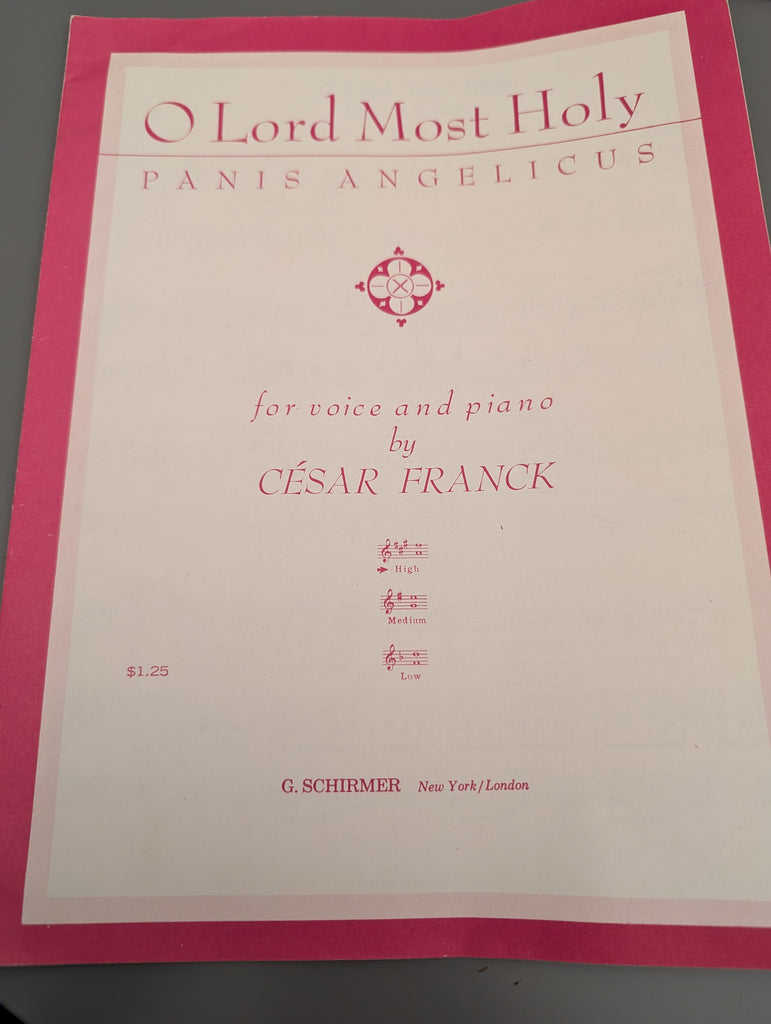 O Lord Most Holy
PANIS ANGELICUS
for voice and piano
by
CÉSAR FRANCK
High
Medium
Low
$1.25
G. SCHIRMER New York/London